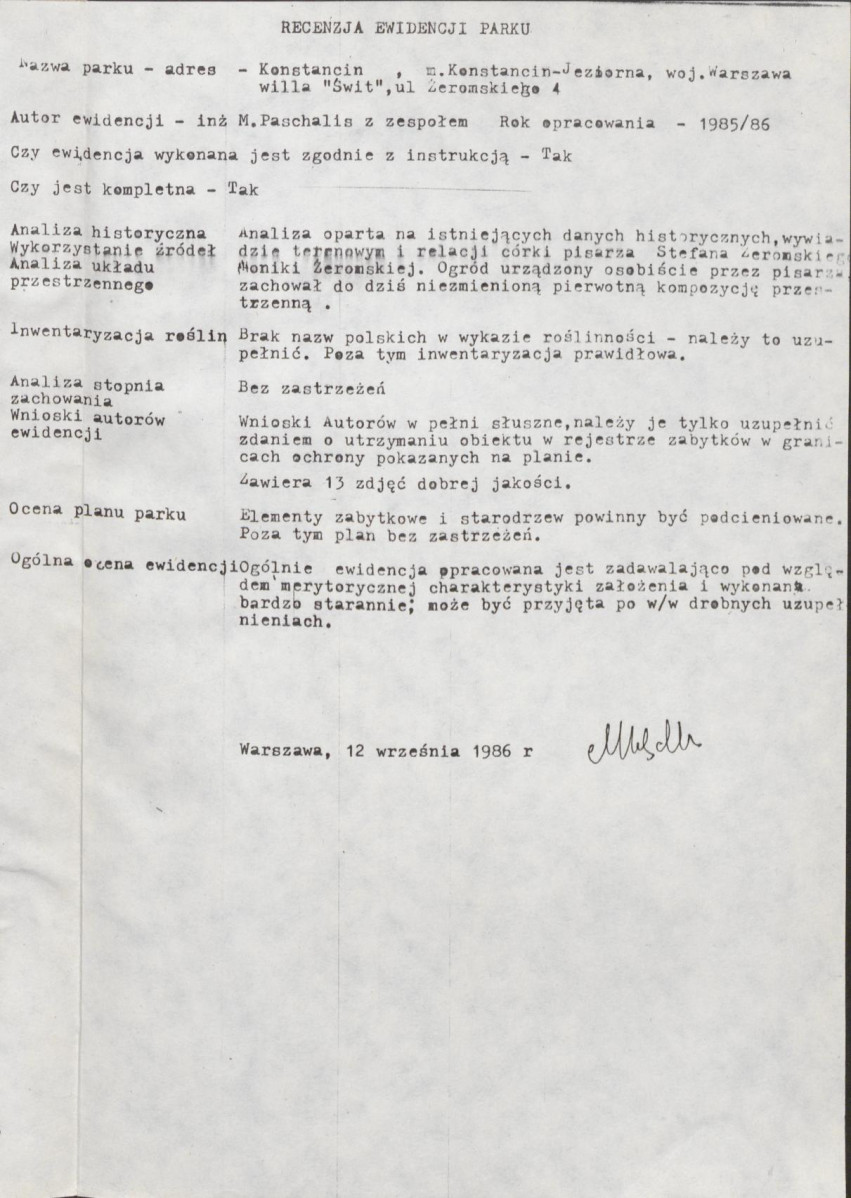 RECENZJA EWIDENCJI PARKU
Nazwa parku - adres - Konstancin , m.Konstancin-Jeziorna, woj.Warszawa
willa "Świt",ul Żeromskiego 4
Autor ewidencji - inż M.Paschalis z zespołem Rok opracowania - 1985/86
Czy ewidencja wykonana jest zgodnie z instrukcją - Tak
Czy jest kompletna - Tak
Analiza historyczna Analiza oparta na istniejących danych historycznych,wywia-
Wykorzystanie źródeł dzie terenowym i relacji córki pisarza Stefana Żeromskiego
Analiza układu Moniki Żeromskiej. Ogród urządzony osobiście przez pisarza,
przestrzennego zachował do dziś niezmienioną pierwotną kompozycję przes-
trzenną .
Inwentaryzacja roślin Brak nazw polskich w wykazie roślinności - należy to uzu-
pełnić. Poza tym inwentaryzacja prawidłowa.
Analiza stopnia Bez zastrzeżeń
zachowania
Wnioski autorów Wnioski Autorów w pełni słuszne,należy je tylko uzupełnić
ewidencji zdaniem o utrzymaniu obiektu w rejestrze zabytków w grani-
cach ochrony pokazanych na planie.
Zawiera 13 zdjęć dobrej jakości.
Ocena planu parku Elementy zabytkowe i starodrzew powinny być podcieniowane.
Poza tym plan bez zastrzeżeń.
Ogólna ocena ewidencji Ogólnie ewidencja opracowana jest zadawalająco pod wzglę-
dem merytorycznej charakterystyki założenia i wykonana
bardzo starannie; może być przyjęta po w/w drobnych uzupeł
nieniach.
Warszawa, 12 września 1986 r